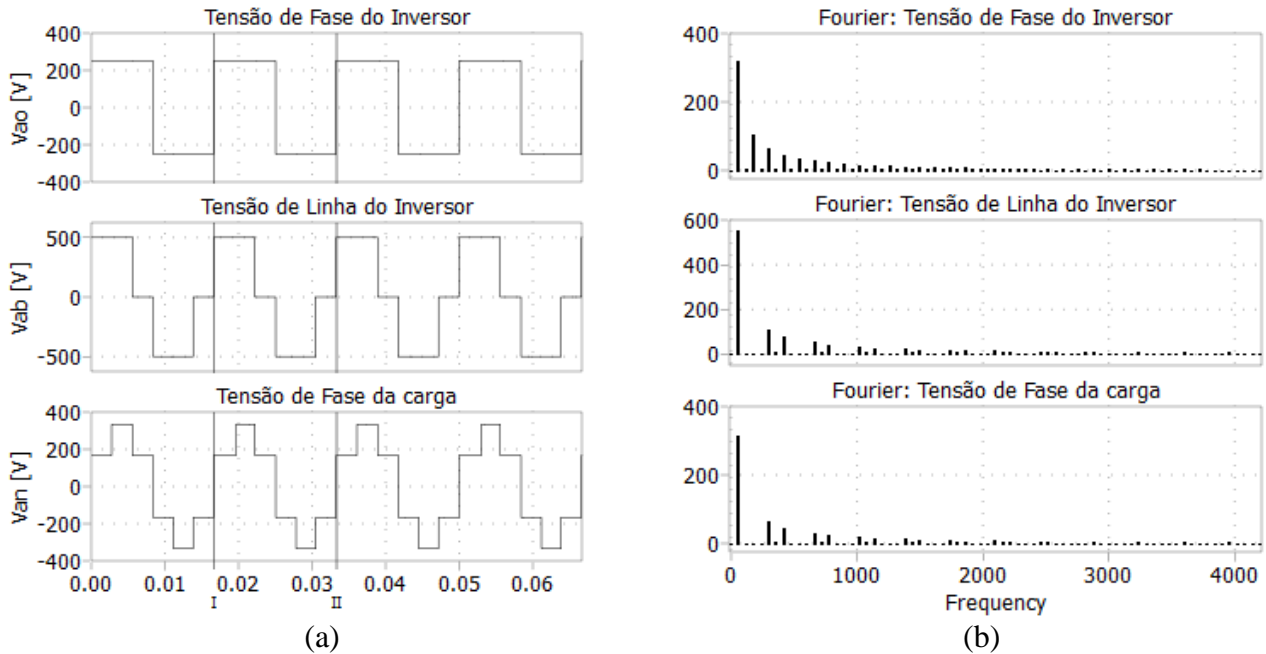 Tensão de Fase do Inversor
400
200
0
-200
-400
Vao [V]
Tensão de Linha do Inversor
500
0
-500
Vab [V]
Tensão de Fase da carga
400
200
0
-200
-400
Van [V]
0.00 0.01 0.02 0.03 0.04 0.05 0.06
I II
(a)
Fourier: Tensão de Fase do Inversor
400
200
0
Fourier: Tensão de Linha do Inversor
600
400
200
0
Fourier: Tensão de Fase da carga
400
200
0
0 1000 2000 3000 4000
Frequency
(b)